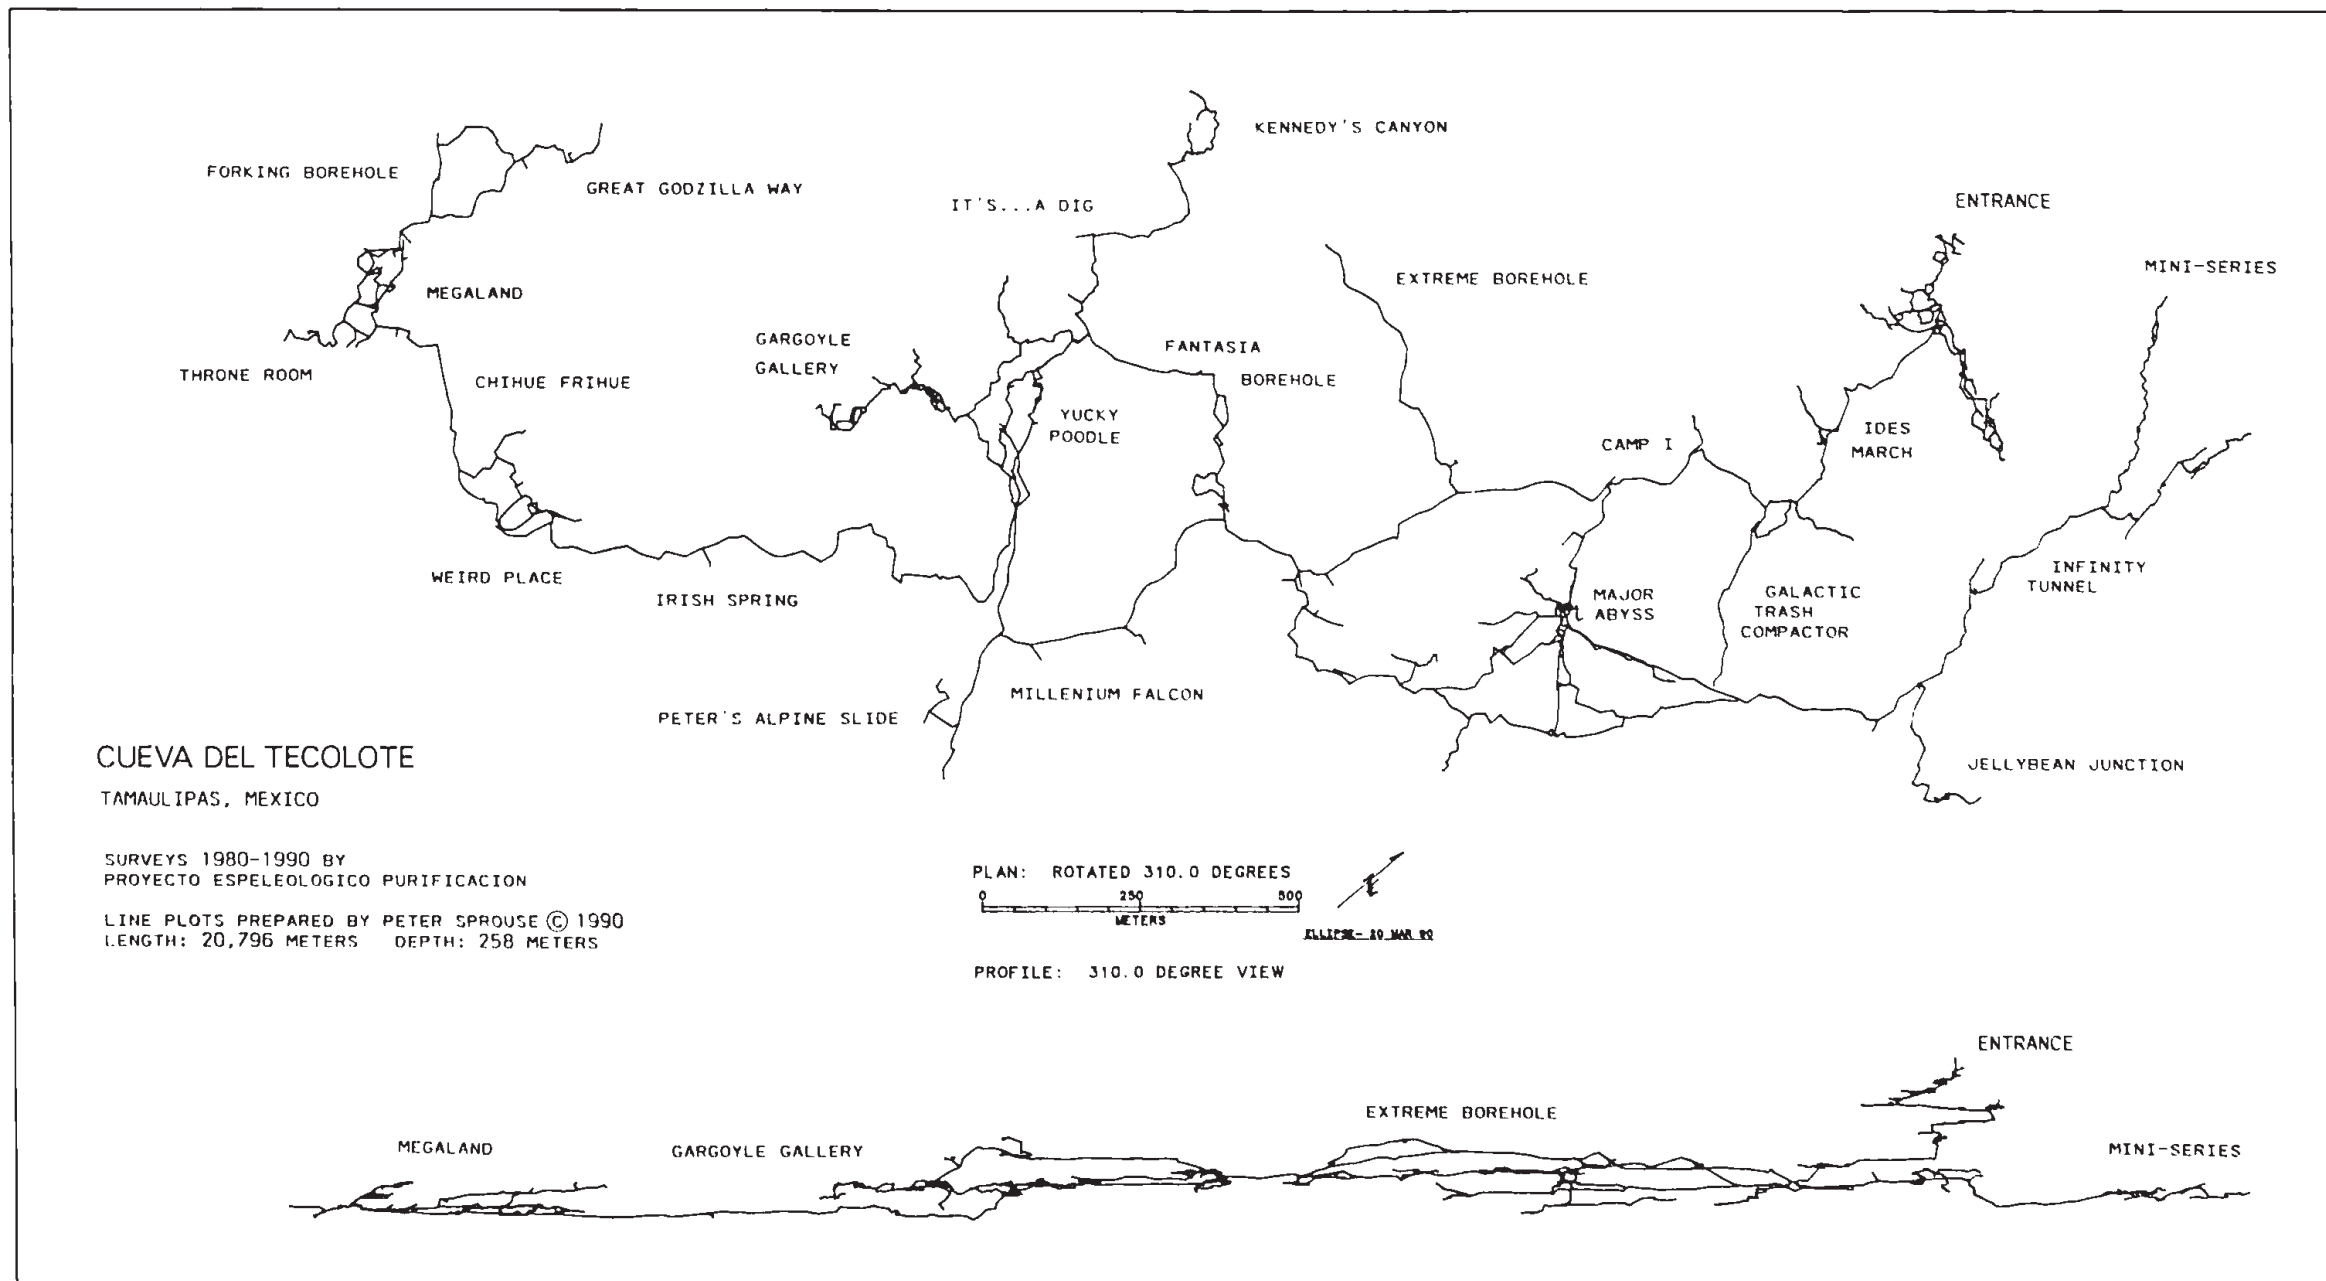 KENNEDY'S CANYON
FORKING BOREHOLE
GREAT GODZILLA WAY
IT'S...A DIG
ENTRANCE
MINI-SERIES
EXTREME BOREHOLE
MEGALAND
GARGOYLE
GALLERY
FANTASIA
BOREHOLE
THRONE ROOM
CHIHUE FRIHUE
YUCKY
POODLE
CAMP I
IDES
MARCH
WEIRD PLACE
IRISH SPRING
MAJOR
ABYSS
GALACTIC
TRASH
COMPACTOR
INFINITY
TUNNEL
MILLENIUM FALCON
PETER'S ALPINE SLIDE
JELLYBEAN JUNCTION
CUEVA DEL TECOLOTE
TAMAULIPAS, MEXICO
SURVEYS 1980-1990 BY
PROYECTO ESPELEOLOGICO PURIFICACION
LINE PLOTS PREPARED BY PETER SPROUSE © 1990
LENGTH: 20,796 METERS DEPTH: 258 METERS
PLAN: ROTATED 310.0 DEGREES
0 250 500
METERS
ELLIPSE- 20 MAR 90
PROFILE: 310.0 DEGREE VIEW
ENTRANCE
EXTREME BOREHOLE
MEGALAND
GARGOYLE GALLERY
MINI-SERIES